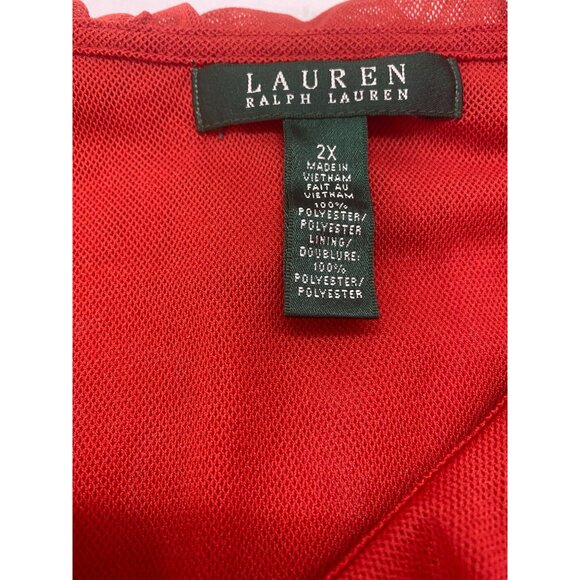 LAUREN
RALPH LAUREN
2X
MADE IN
VIETNAM
FAIT AU
VIETNAM
100%
POLYESTER/
POLYESTER
LINING/
DOUBLURE:
100%
POLYESTER/
POLYESTER